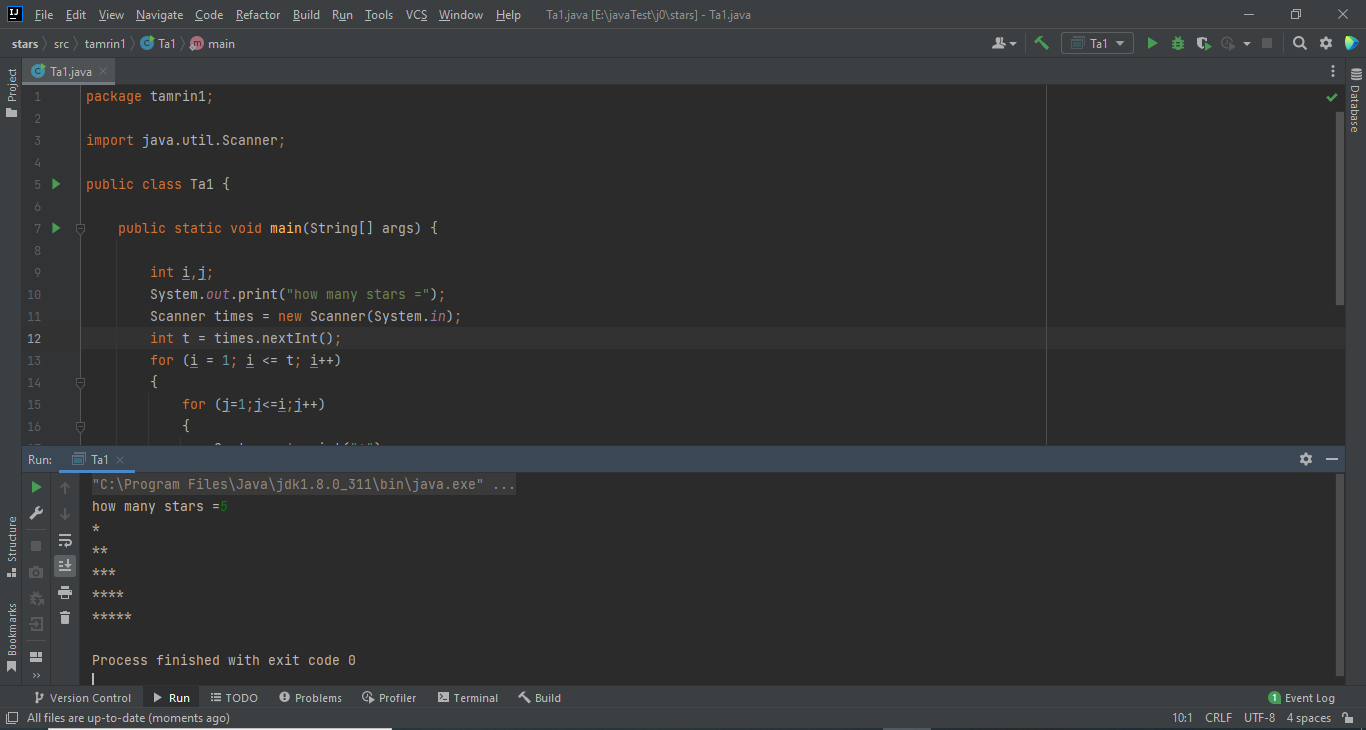 File Edit View Navigate Code Refactor Build Run Tools VCS Window Help Ta1.java [E:\javaTest\j0\stars] - Ta1.java
stars src tamrin1 Ta1 main Ta1
Project
Ta1.java
Database
1 package tamrin1;
2
3 import java.util.Scanner;
4
5 public class Ta1 {
6
7 public static void main(String[] args) {
8
9 int i,j;
10 System.out.print("how many stars =");
11 Scanner times = new Scanner(System.in);
12 int t = times.nextInt();
13 for (i = 1; i <= t; i++)
14 {
15 for (j=1;j<=i;j++)
16 {
Run: Ta1
"C:\Program Files\Java\jdk1.8.0_311\bin\java.exe" ...
how many stars =5
*
**
***
****
*****
Process finished with exit code 0
Structure
Bookmarks
Version Control Run TODO Problems Profiler Terminal Build 1 Event Log
All files are up-to-date (moments ago) 10:1 CRLF UTF-8 4 spaces